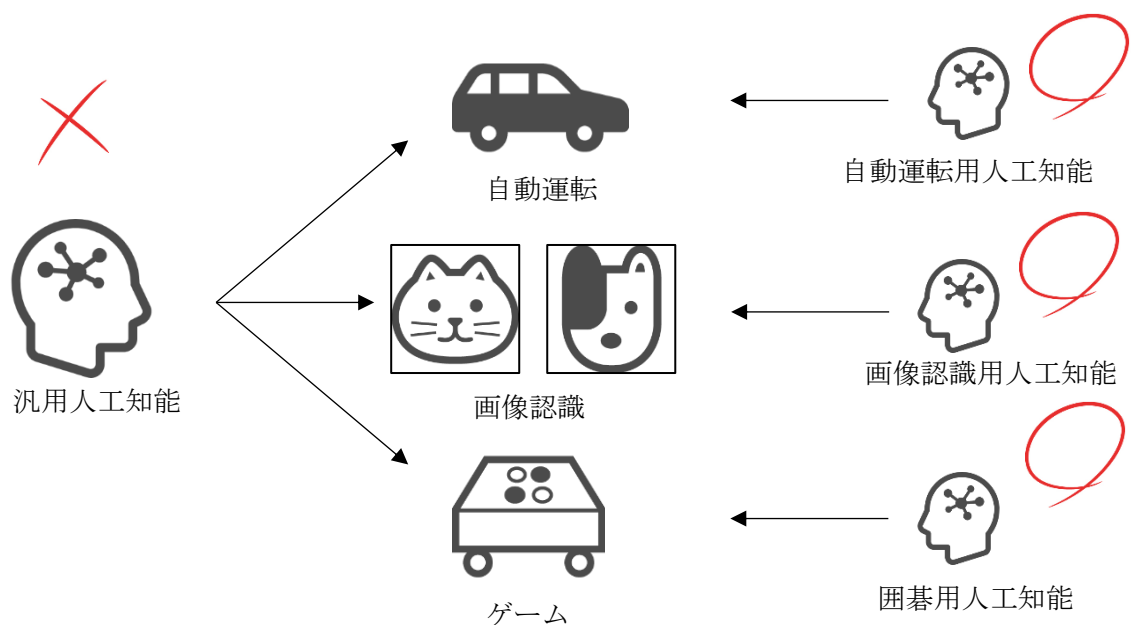 自動運転
自動運転用人工知能
汎用人工知能
画像認識
画像認識用人工知能
ゲーム
囲碁用人工知能